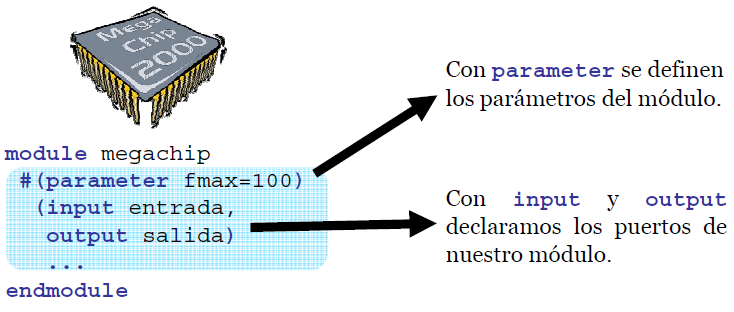 Mega
Chip
2000
module megachip
#(parameter fmax=100)
(input entrada,
output salida)
...
endmodule
Con parameter se definen
los parámetros del módulo.
Con input y output
declaramos los puertos de
nuestro módulo.